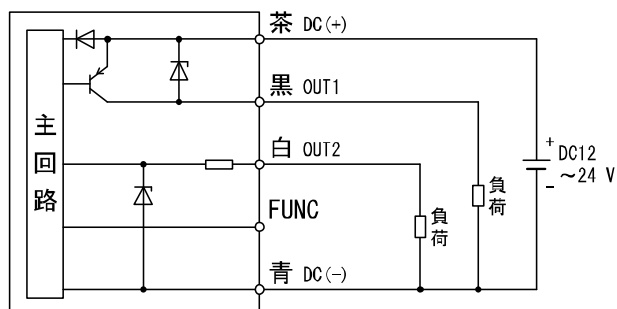 茶 DC(+)
黒 OUT1
主回路
白 OUT2
DC12
～24 V
+
−
負荷
負荷
FUNC
青 DC(−)